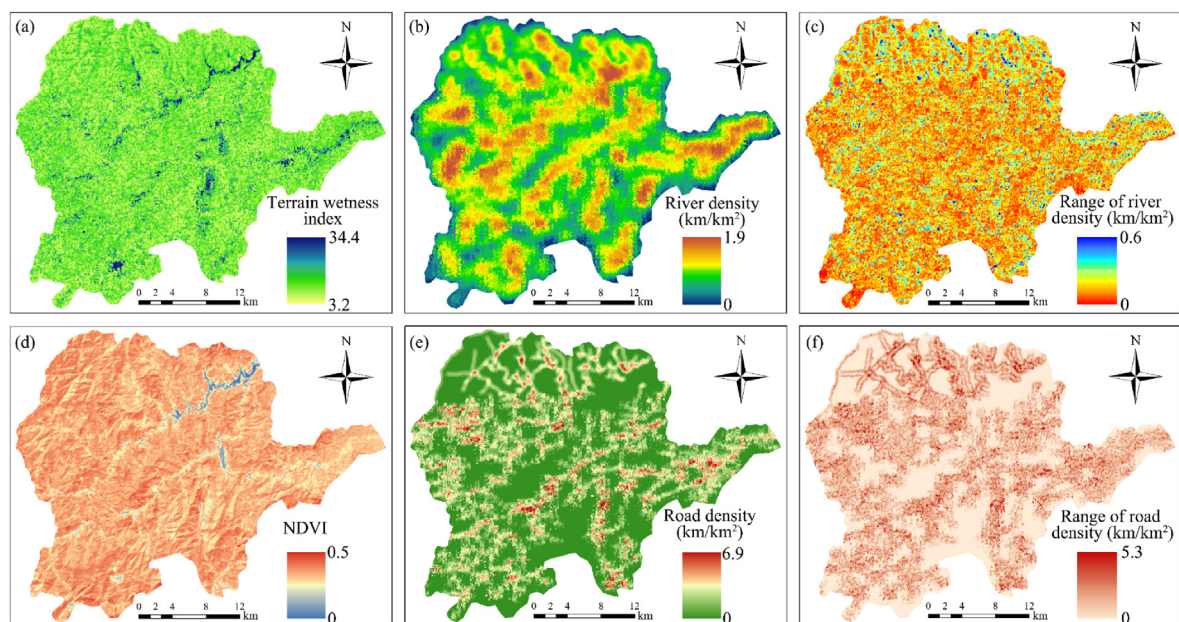 (a)
N
Terrain wetness
index
34.4
3.2
0 2 4 8 12
km
(b)
N
River density
(km/km²)
1.9
0
0 2 4 8 12
km
(c)
N
Range of river
density (km/km²)
0.6
0
0 2 4 8 12
km
(d)
N
NDVI
0.5
0
0 2 4 8 12
km
(e)
N
Road density
(km/km²)
6.9
0
0 2 4 8 12
km
(f)
N
Range of road
density (km/km²)
5.3
0
0 2 4 8 12
km